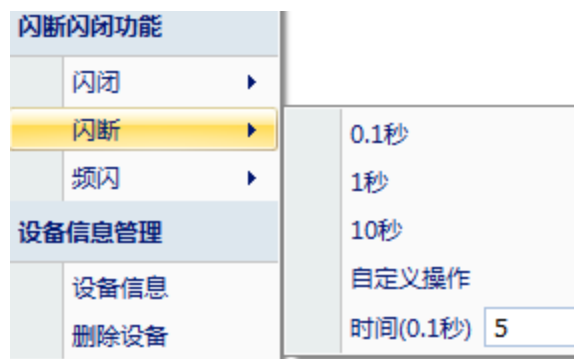 闪断闪闭功能
闪闭
闪断
频闪
设备信息管理
设备信息
删除设备
0.1秒
1秒
10秒
自定义操作
时间(0.1秒) 5